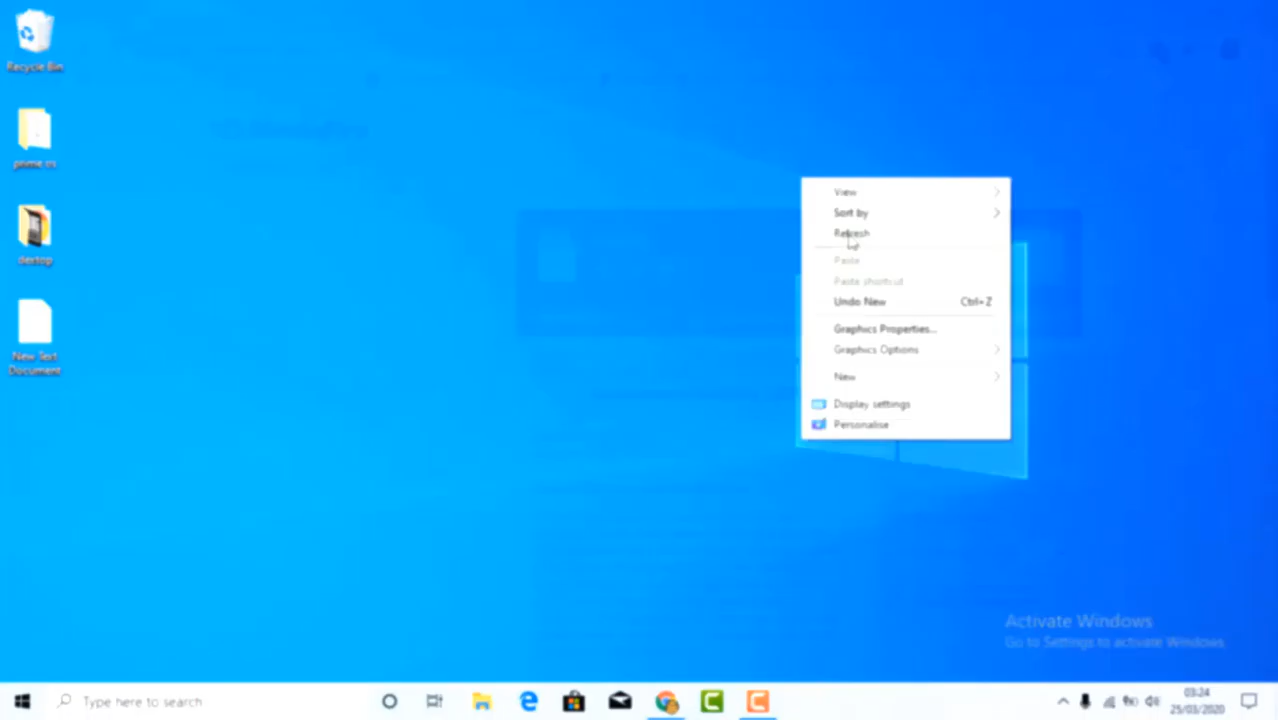 Recycle Bin
prime os
destop
New Text
Document
View
Sort by
Refresh
Paste
Paste shortcut
Undo New Ctrl+Z
Graphics Properties...
Graphics Options
New
Display settings
Personalise
Activate Windows
Go to Settings to activate Windows.
Type here to search
03:24
25/03/2020